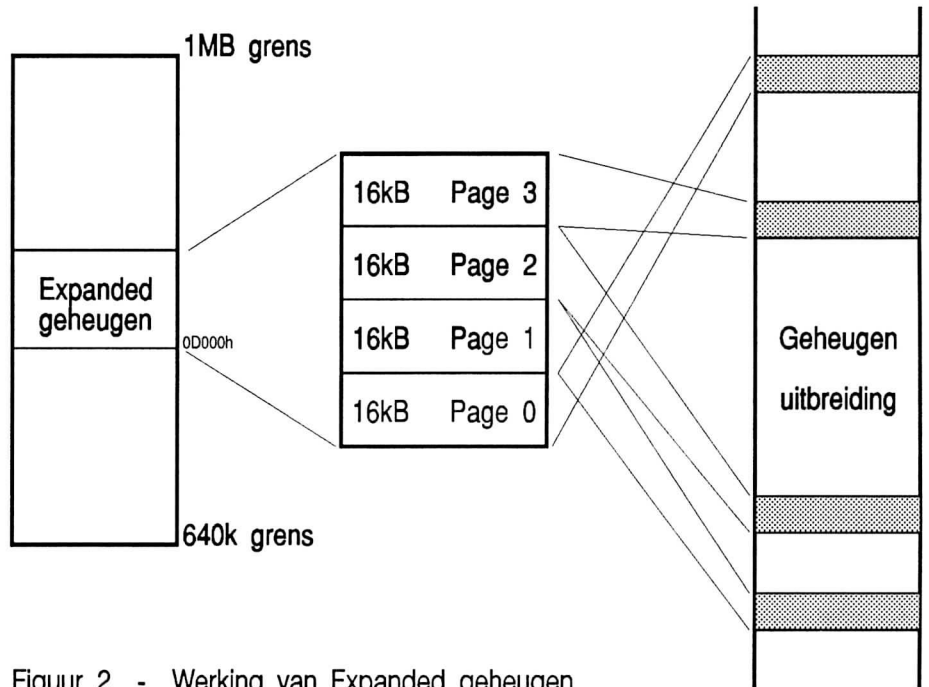 1MB grens
Expanded
geheugen
0D000h
640k grens
16kB Page 3
16kB Page 2
16kB Page 1
16kB Page 0
Geheugen
uitbreiding
Figuur 2 - Werking van Expanded geheugen